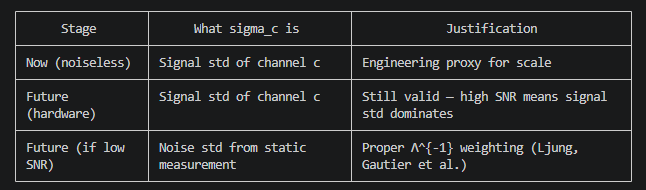 Stage What sigma_c is Justification
Now (noiseless) Signal std of channel c Engineering proxy for scale
Future Signal std of channel c Still valid — high SNR means signal
(hardware) std dominates
Future (if low Noise std from static Proper Λ^{-1} weighting (Ljung,
SNR) measurement Gautier et al.)